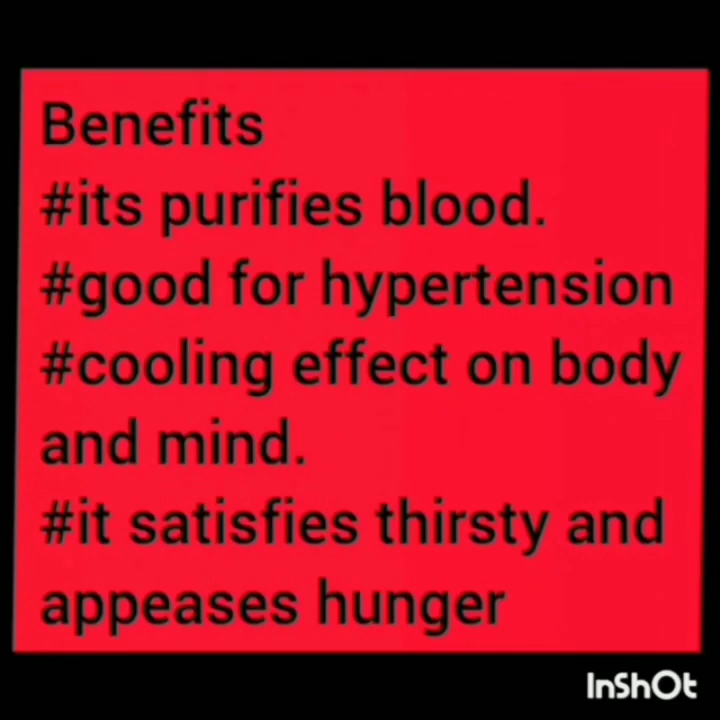 Benefits
#its purifies blood.
#good for hypertension
#cooling effect on body
and mind.
#it satisfies thirsty and
appeases hunger
InShOt